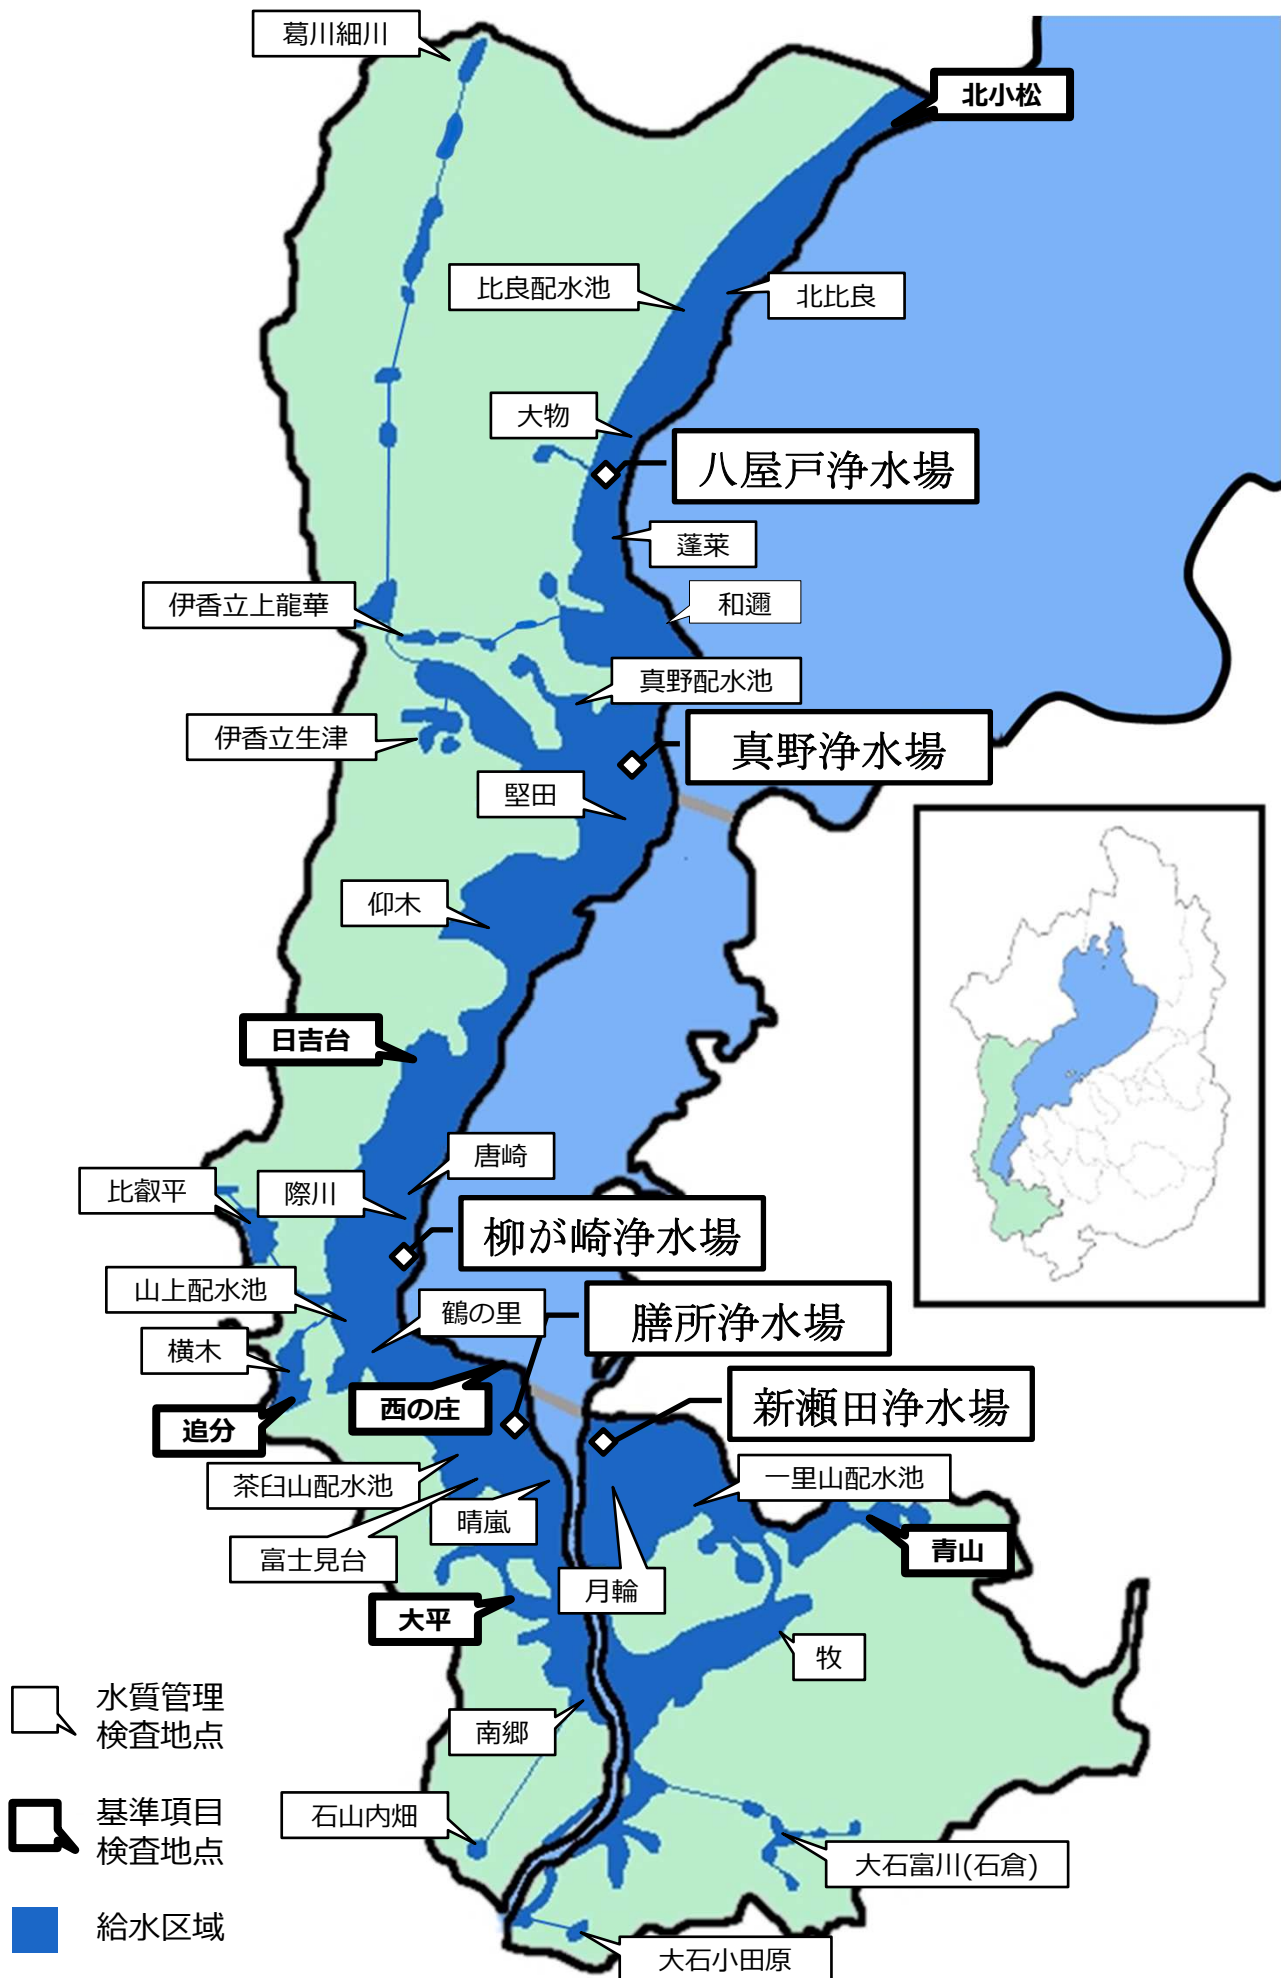 葛川細川
北小松
比良配水池
北比良
大物
八屋戸浄水場
蓬莱
伊香立上龍華
和邇
真野配水池
伊香立生津
真野浄水場
堅田
仰木
日吉台
唐崎
比叡平
際川
柳が崎浄水場
山上配水池
鶴の里
膳所浄水場
横木
西の庄
新瀬田浄水場
追分
茶臼山配水池
一里山配水池
晴嵐
富士見台
青山
月輪
大平
牧
南郷
石山内畑
大石富川(石倉)
大石小田原
水質管理
検査地点
基準項目
検査地点
給水区域